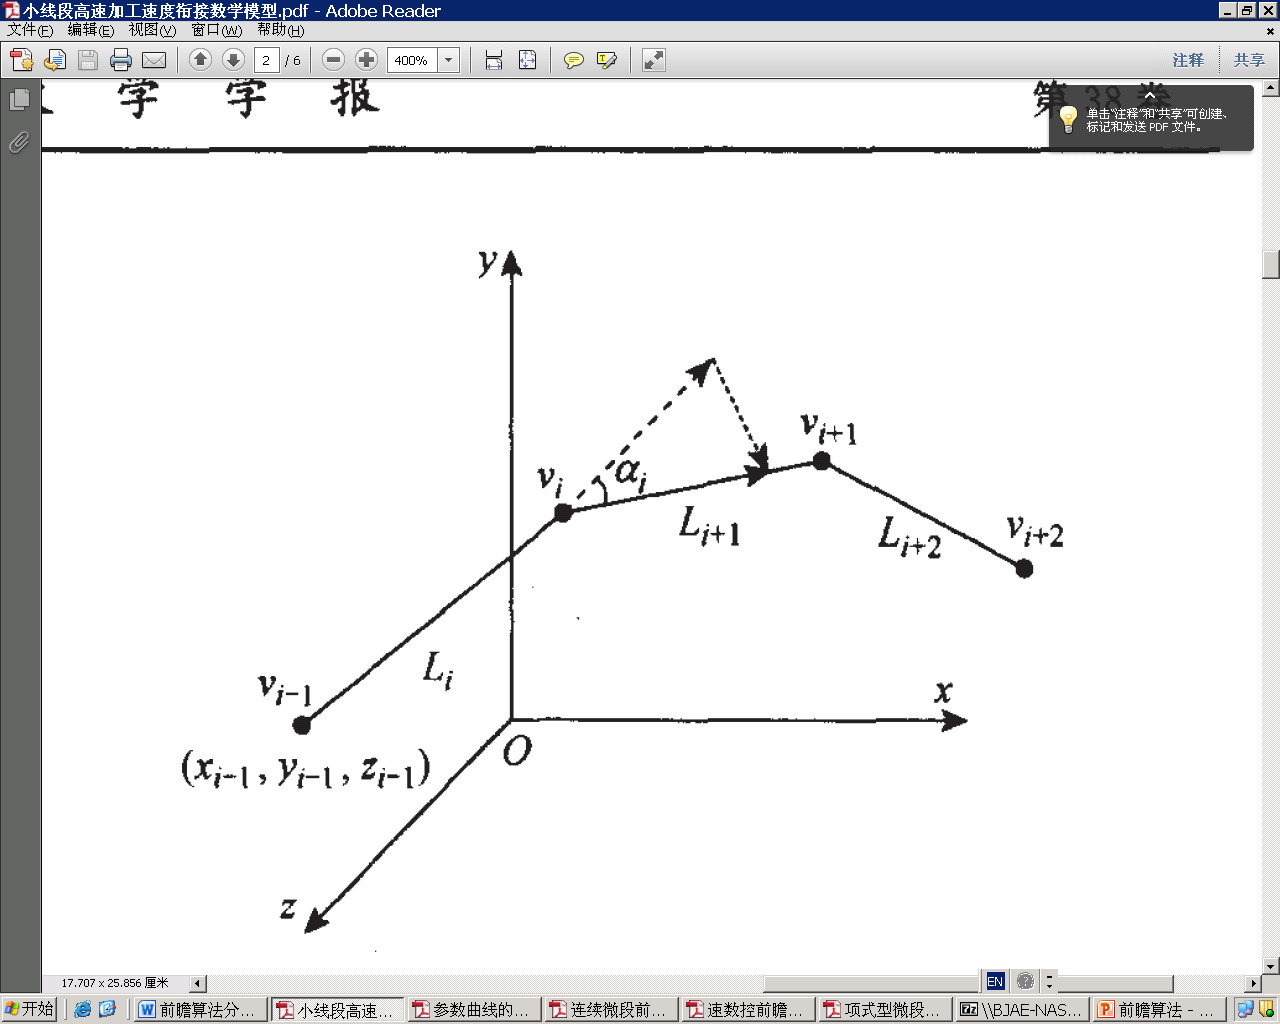 小线段高速加工速度衔接数学模型.pdf - Adobe Reader
文件(F) 编辑(E) 视图(V) 窗口(W) 帮助(H)
2 / 6 400% 注释 共享
学 学 报 第 38 卷
单击“注释”和“共享”可创建、
标记和发送 PDF 文件。
y
v_{i+1}
v_i α_i
L_{i+1} L_{i+2} v_{i+2}
v_{i-1} L_i x
O
(x_{i-1}, y_{i-1}, z_{i-1})
z
17.707 x 25.856 厘米 EN
开始 前瞻算法分... 小线段高速... 参数曲线的... 连续微段前... 速数控前瞻... 项式型微段... \\BJAE-NAS... 前瞻算法 - ...